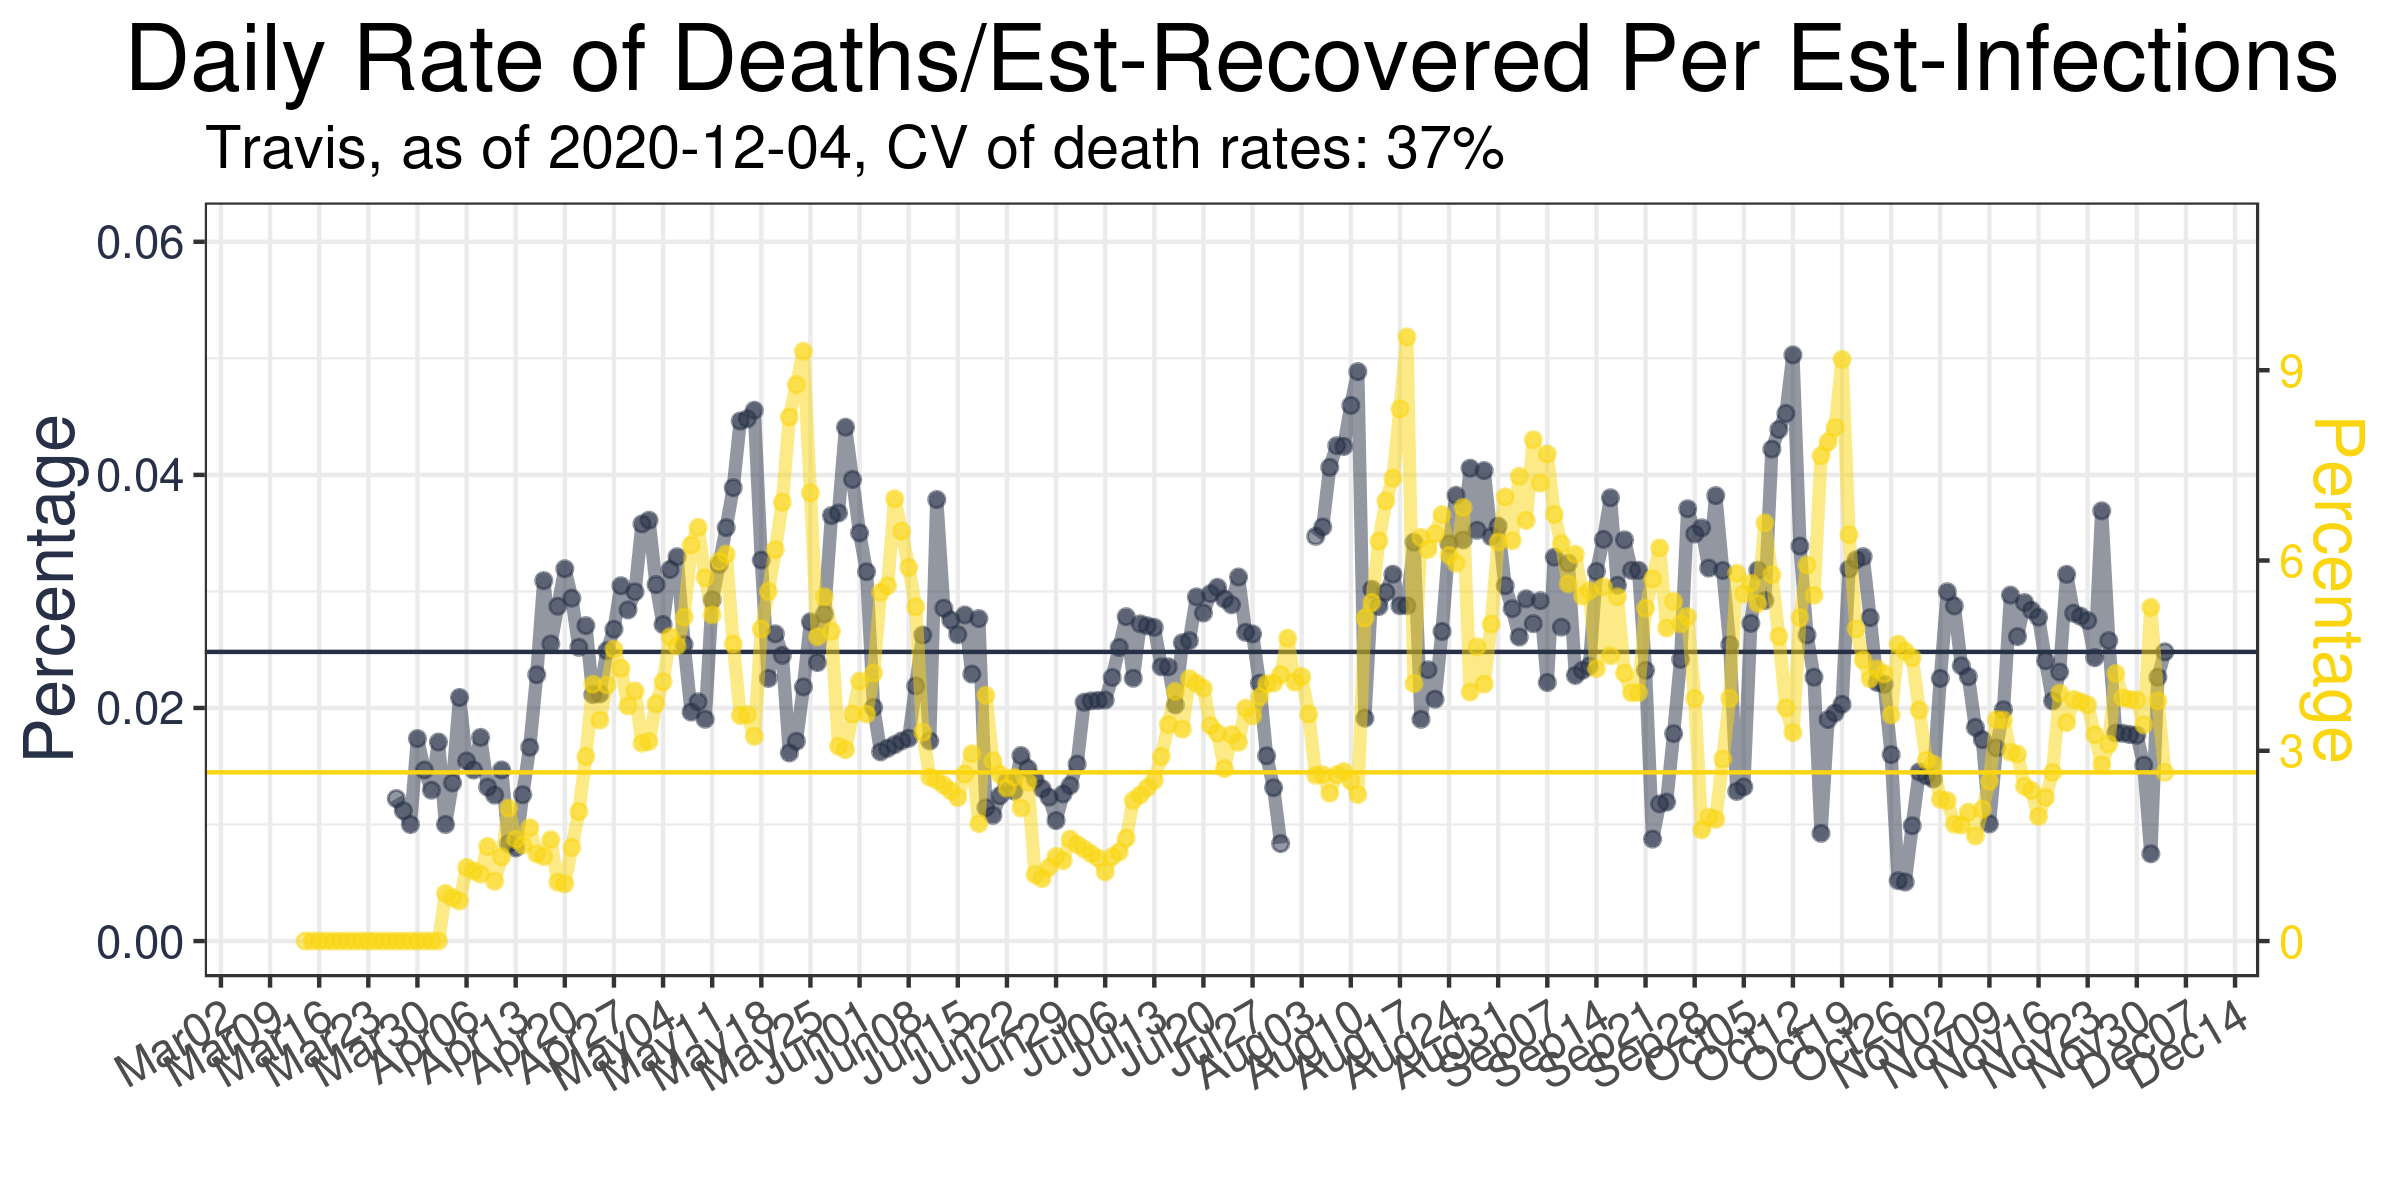 Daily Rate of Deaths/Est-Recovered Per Est-Infections
Travis, as of 2020-12-04, CV of death rates: 37%
Percentage
0.06
0.04
0.02
0.00
9
6
3
0
Percentage
Mar02
Mar09
Mar16
Mar23
Mar30
Apr06
Apr13
Apr20
Apr27
May04
May11
May18
May25
Jun01
Jun08
Jun15
Jun22
Jun29
Jul06
Jul13
Jul20
Jul27
Aug03
Aug10
Aug17
Aug24
Aug31
Sep07
Sep14
Sep21
Sep28
Oct05
Oct12
Oct19
Oct26
Nov02
Nov09
Nov16
Nov23
Nov30
Dec07
Dec14